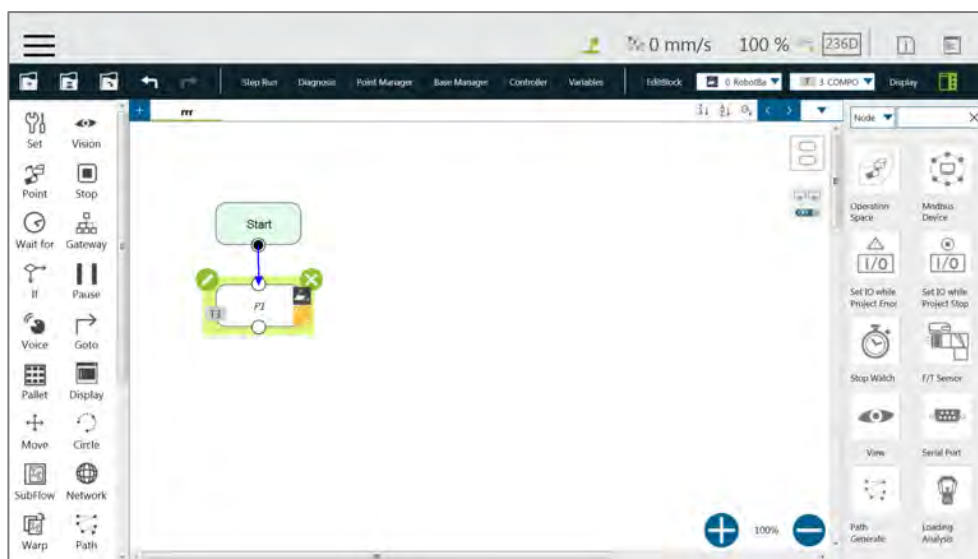 0 mm/s 100 % 236D
Step Run Diagnosis Point Manager Base Manager Controller Variables EditBlock 0 RobotBa T 3 COMPO Display
rrr
Node
Set Vision
Point Stop
Wait for Gateway
If Pause
Voice Goto
Pallet Display
Move Circle
SubFlow Network
Warp Path
Start
P1
T3
100%
Operation Space
Modbus Device
I/O I/O
Set IO while Project Error
Set IO while Project Stop
Stop Watch F/T Sensor
View Serial Port
Path Generate
Loading Analysis